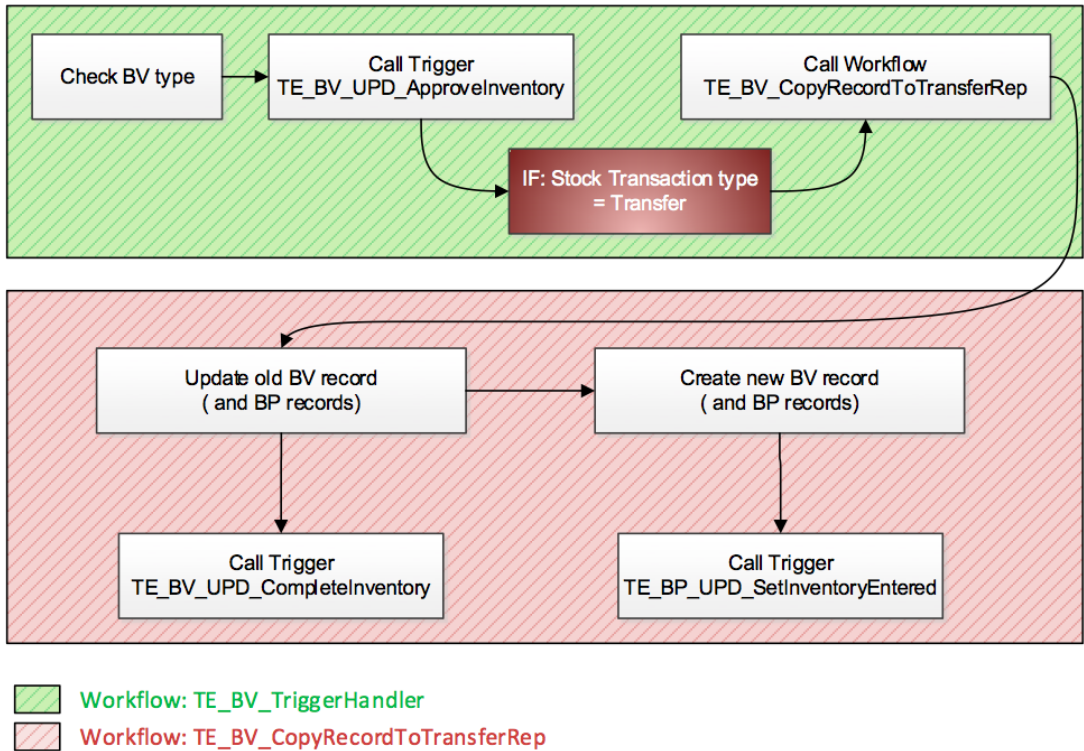 Check BV type
Call Trigger
TE_BV_UPD_ApproveInventory
Call Workflow
TE_BV_CopyRecordToTransferRep
IF: Stock Transaction type
= Transfer
Update old BV record
( and BP records)
Create new BV record
( and BP records)
Call Trigger
TE_BV_UPD_CompleteInventory
Call Trigger
TE_BP_UPD_SetInventoryEntered
Workflow: TE_BV_TriggerHandler
Workflow: TE_BV_CopyRecordToTransferRep